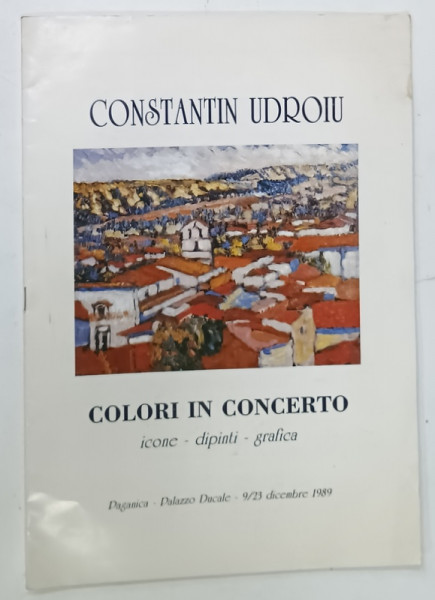 CONSTANTIN UDROIU
COLORI IN CONCERTO
icone - dipinti - grafica
Paganica - Palazzo Ducale - 9/23 dicembre 1989